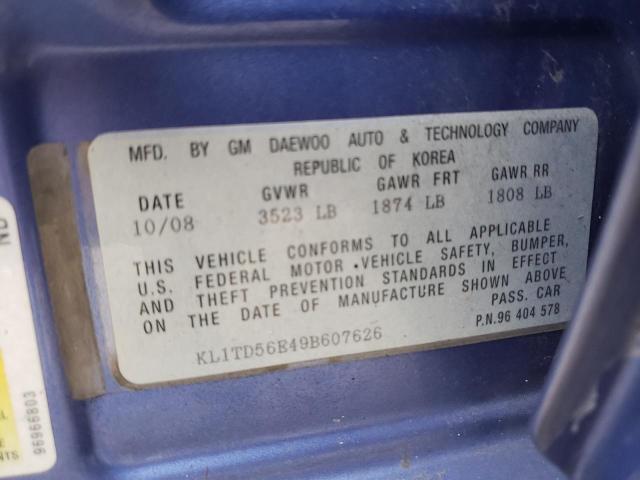 MFD. BY GM DAEWOO AUTO & TECHNOLOGY COMPANY
REPUBLIC OF KOREA
DATE GVWR GAWR FRT GAWR RR
10/08 3523 LB 1874 LB 1808 LB
THIS VEHICLE CONFORMS TO ALL APPLICABLE
U.S. FEDERAL MOTOR VEHICLE SAFETY, BUMPER,
AND THEFT PREVENTION STANDARDS IN EFFECT
ON THE DATE OF MANUFACTURE SHOWN ABOVE
PASS. CAR
P.N.96 404 578
KL1TD56E49B607626
96966803